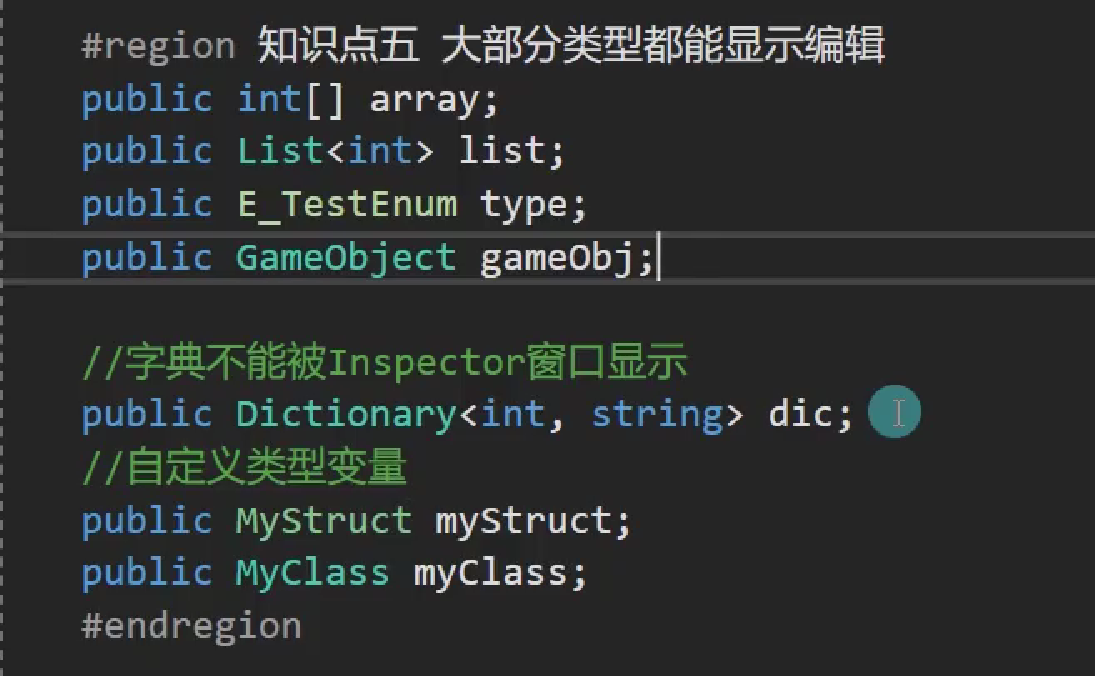 #region 知识点五 大部分类型都能显示编辑
public int[] array;
public List<int> list;
public E_TestEnum type;
public GameObject gameObj;
//字典不能被Inspector窗口显示
public Dictionary<int, string> dic;
//自定义类型变量
public MyStruct myStruct;
public MyClass myClass;
#endregion